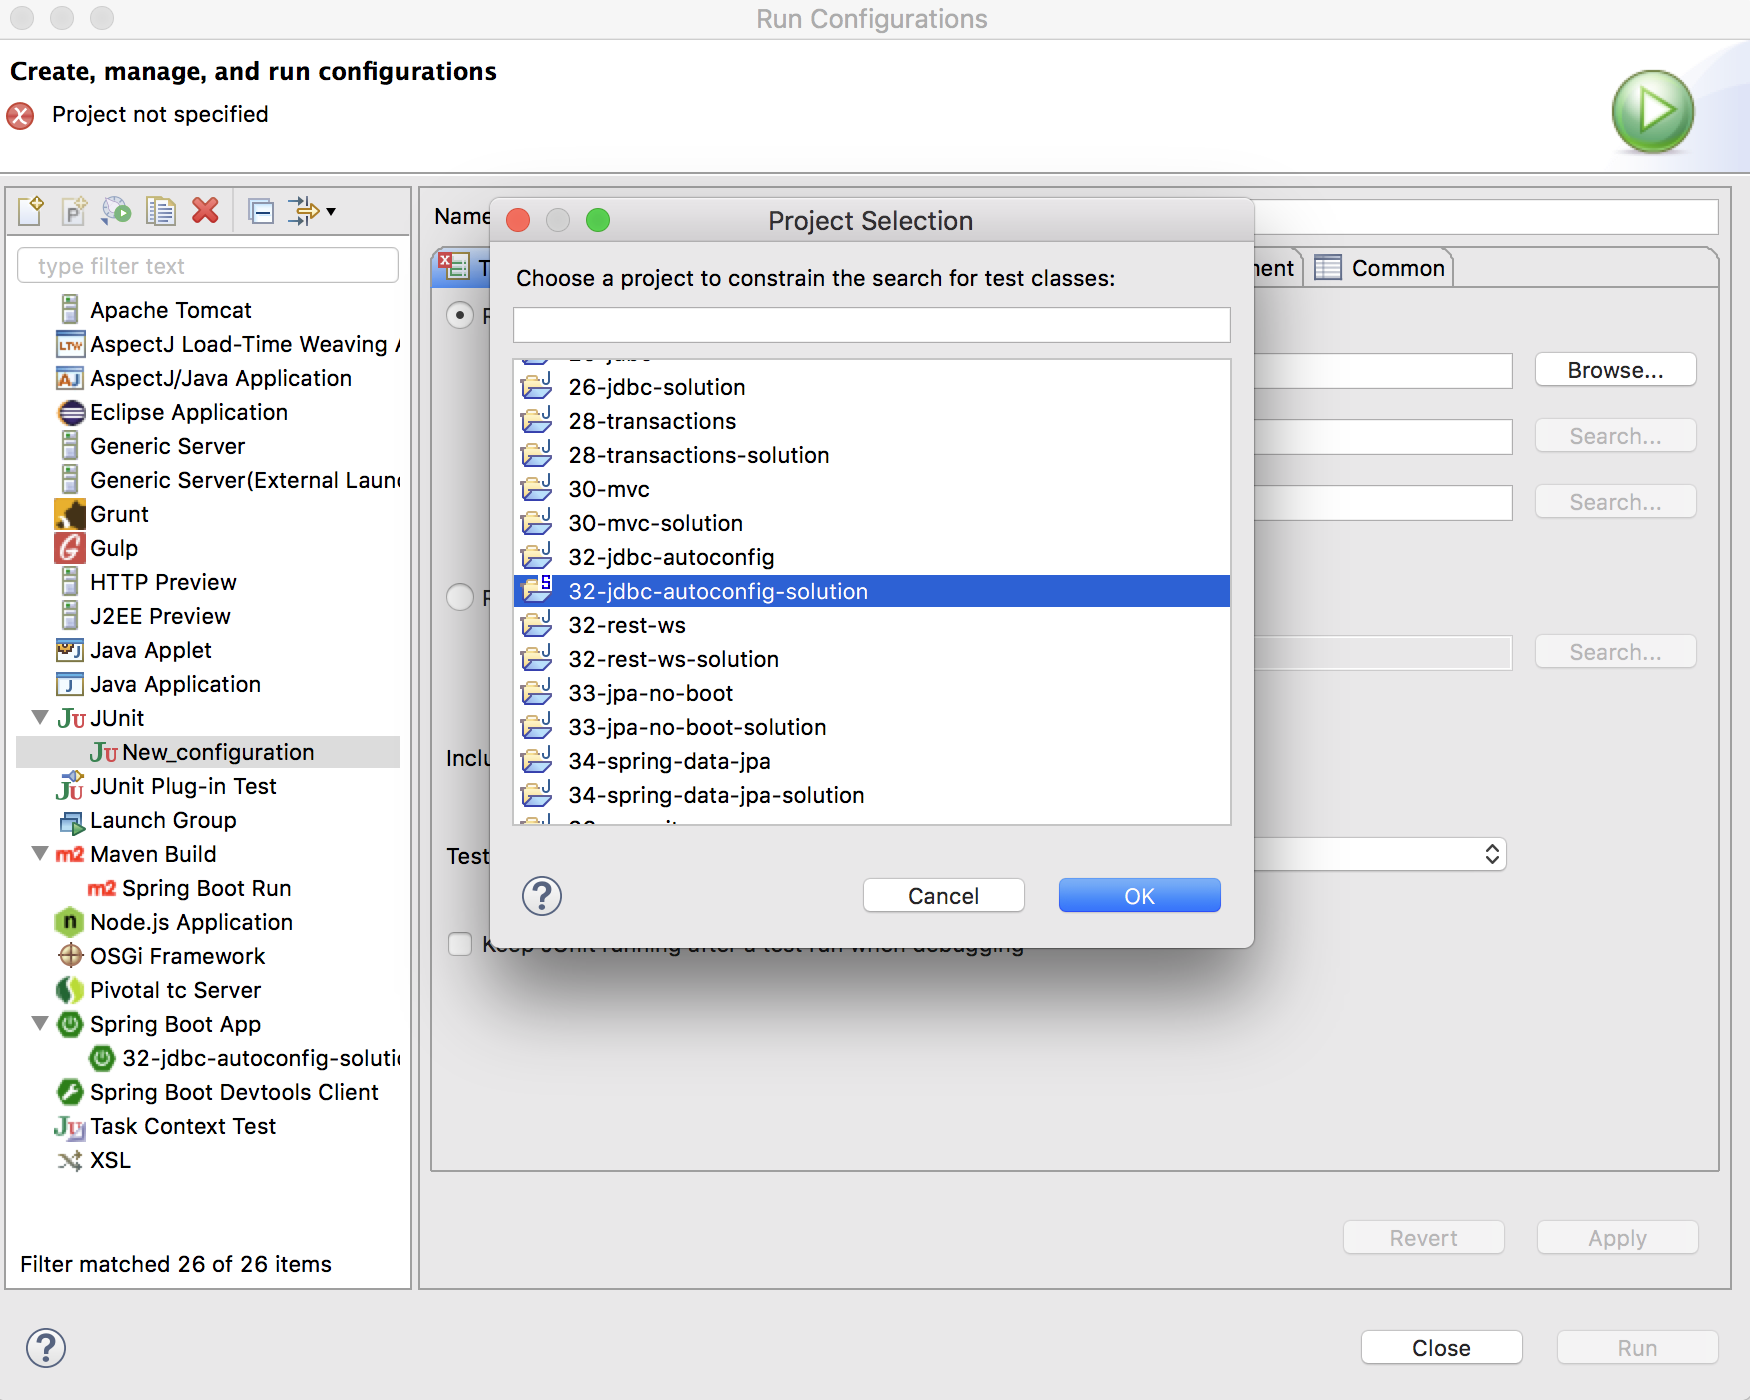 Run Configurations
Create, manage, and run configurations
Project not specified
type filter text
Apache Tomcat
AspectJ Load-Time Weaving
AspectJ/Java Application
Eclipse Application
Generic Server
Generic Server(External
Grunt
Gulp
HTTP Preview
J2EE Preview
Java Applet
Java Application
JUnit
New_configuration
JUnit Plug-in Test
Launch Group
Maven Build
Spring Boot Run
Node.js Application
OSGi Framework
Pivotal tc Server
Spring Boot App
32-jdbc-autoconfig-soluti
Spring Boot Devtools Client
Task Context Test
XSL
Filter matched 26 of 26 items
Name
Common
Browse...
Search...
Search...
Search...
Test
Keep JUnit running after a test run when debugging
Revert
Apply
Close
Run
Project Selection
Choose a project to constrain the search for test classes:
26-jdbc-solution
28-transactions
28-transactions-solution
30-mvc
30-mvc-solution
32-jdbc-autoconfig
32-jdbc-autoconfig-solution
32-rest-ws
32-rest-ws-solution
33-jpa-no-boot
33-jpa-no-boot-solution
34-spring-data-jpa
34-spring-data-jpa-solution
Cancel
OK